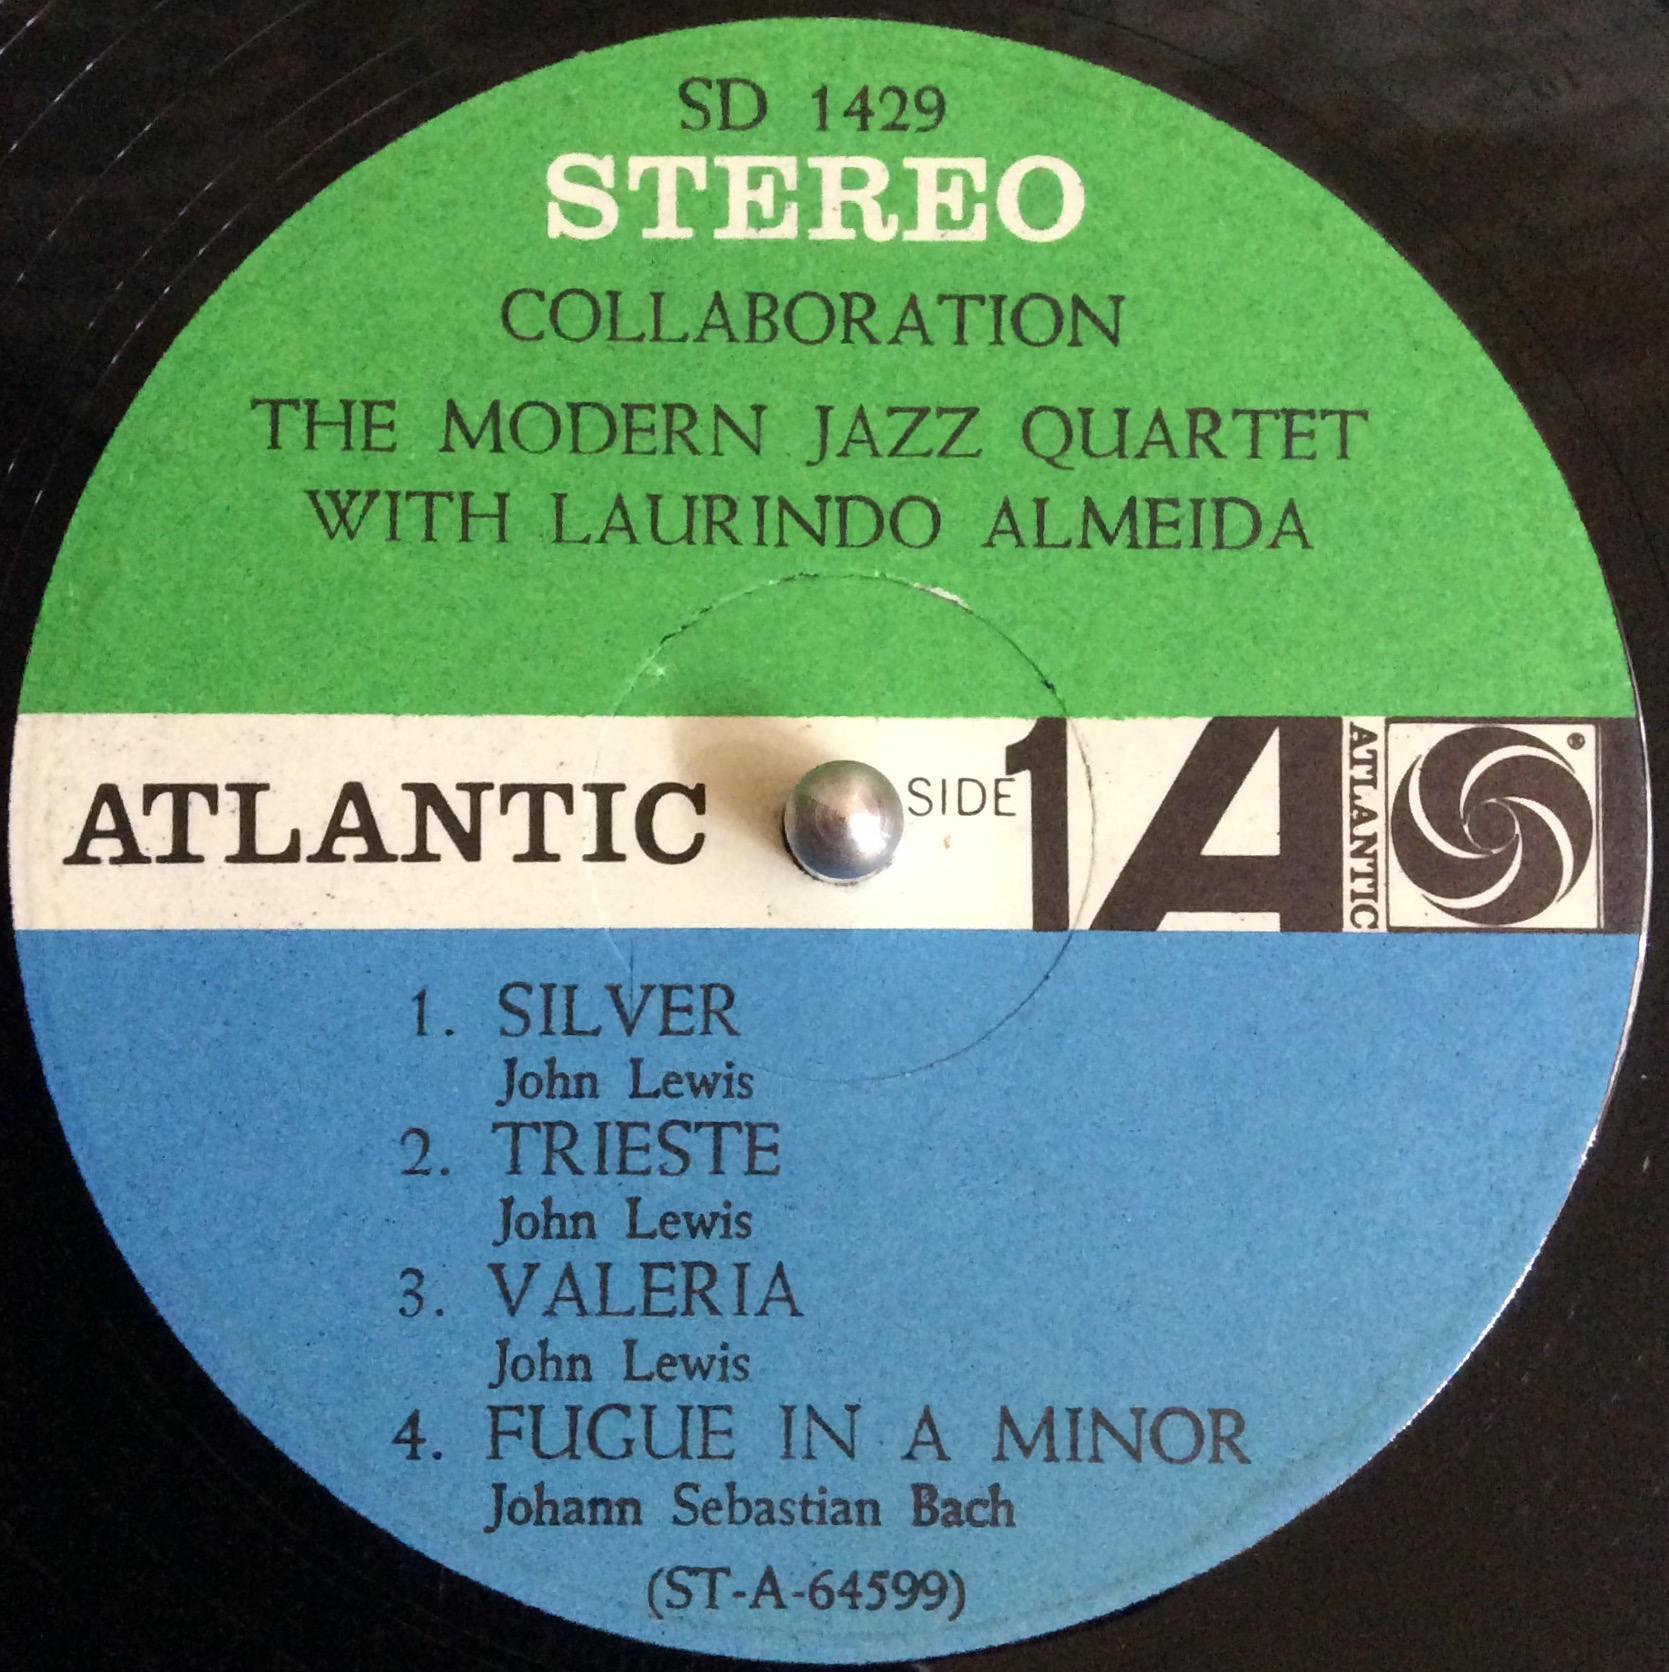 SD 1429
STEREO
COLLABORATION
THE MODERN JAZZ QUARTET
WITH LAURINDO ALMEIDA
ATLANTIC
SIDE 1
A
ATLANTIC
®
1. SILVER
John Lewis
2. TRIESTE
John Lewis
3. VALERIA
John Lewis
4. FUGUE IN A MINOR
Johann Sebastian Bach
(ST-A-64599)